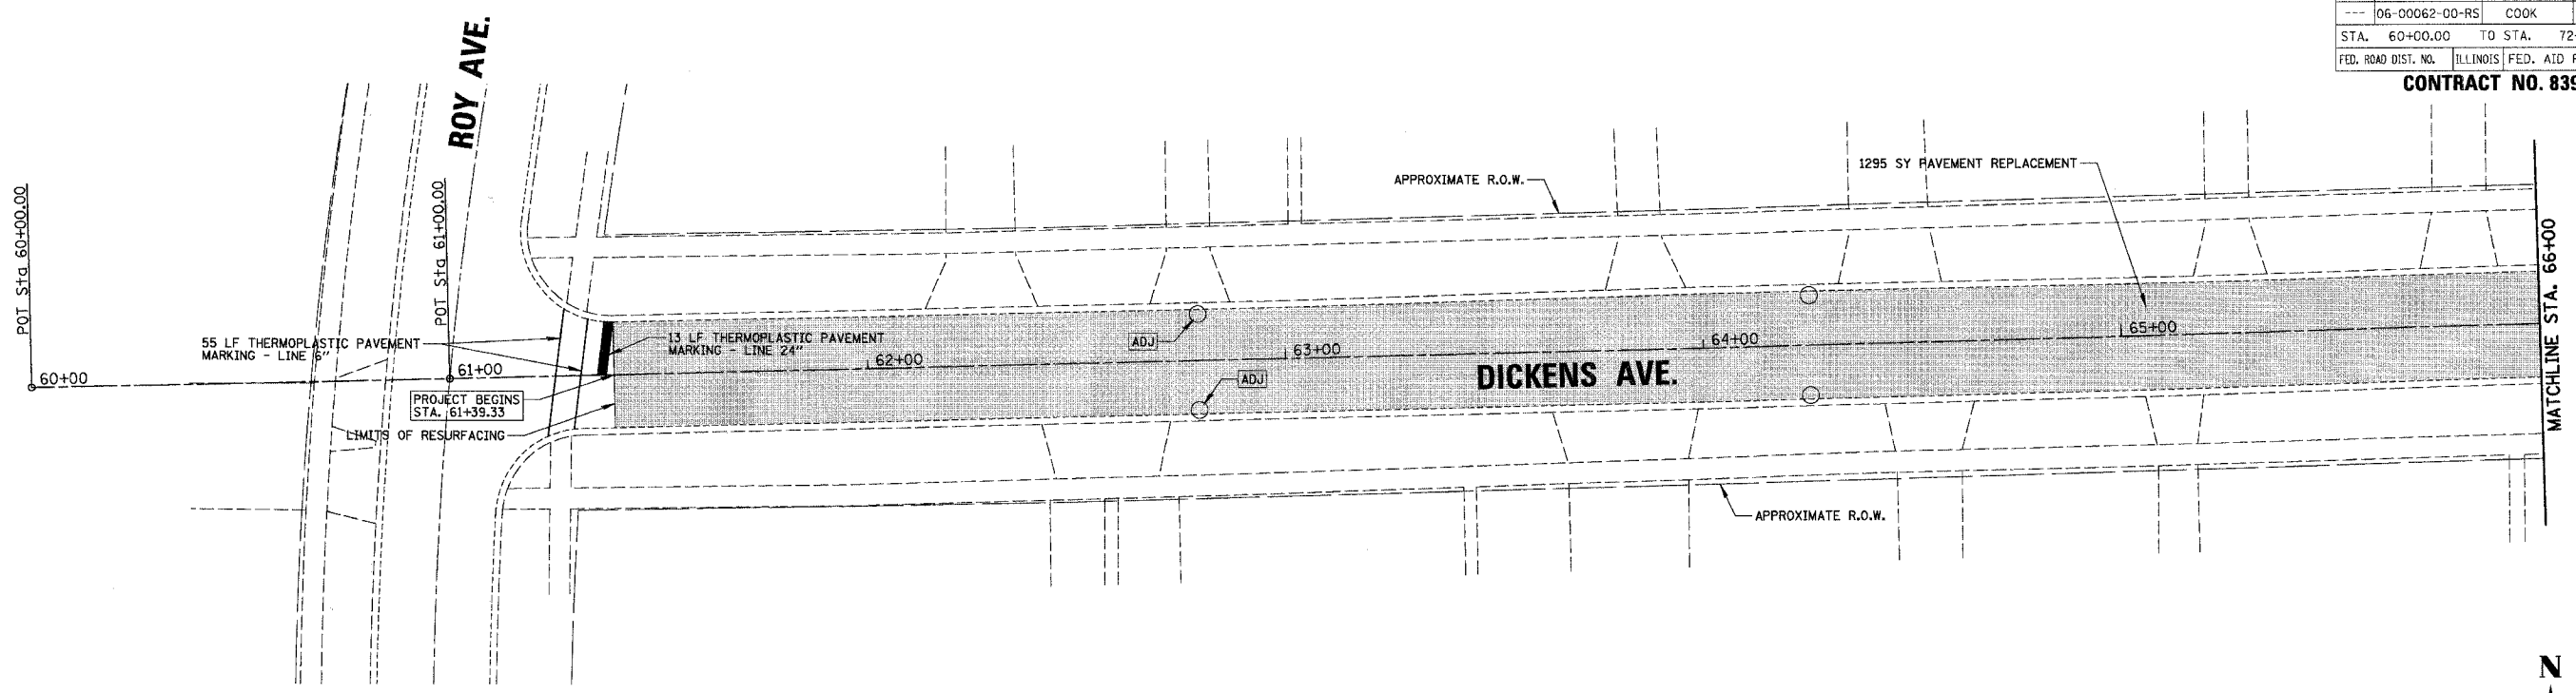 --- 06-00062-00-RS COOK
STA. 60+00.00 TO STA. 72
FED. ROAD DIST. NO. ILLINOIS FED. AID
CONTRACT NO. 839
ROY AVE.
POT Sta 60+00.00
POT Sta 61+00.00
APPROXIMATE R.O.W.
1295 SY PAVEMENT REPLACEMENT
MATCHLINE STA. 66+00
55 LF THERMOPLASTIC PAVEMENT
MARKING - LINE 6"
13 LF THERMOPLASTIC PAVEMENT
MARKING - LINE 24"
ADJ
60+00
61+00
62+00
63+00
64+00
65+00
ADJ
DICKENS AVE.
PROJECT BEGINS
STA. 61+39.33
LIMITS OF RESURFACING
APPROXIMATE R.O.W.
N